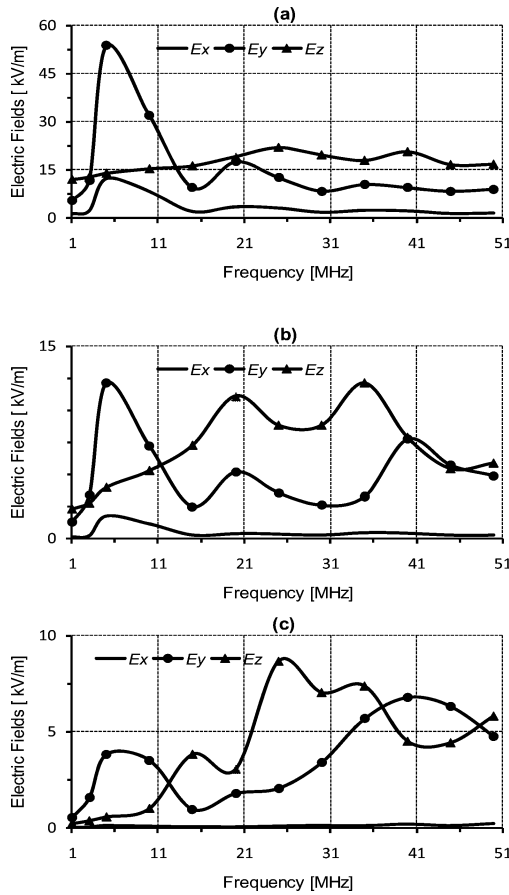 (a)
Electric Fields [ kV/m]
60
45
30
15
0
Ex Ey Ez
1 11 21 31 41 51
Frequency [MHz]
(b)
Electric Fields [ kV/m]
15
0
Ex Ey Ez
1 11 21 31 41 51
Frequency [MHz]
(c)
Electric Fields [ kV/m]
10
5
0
Ex Ey Ez
1 11 21 31 41 51
Frequency [MHz]